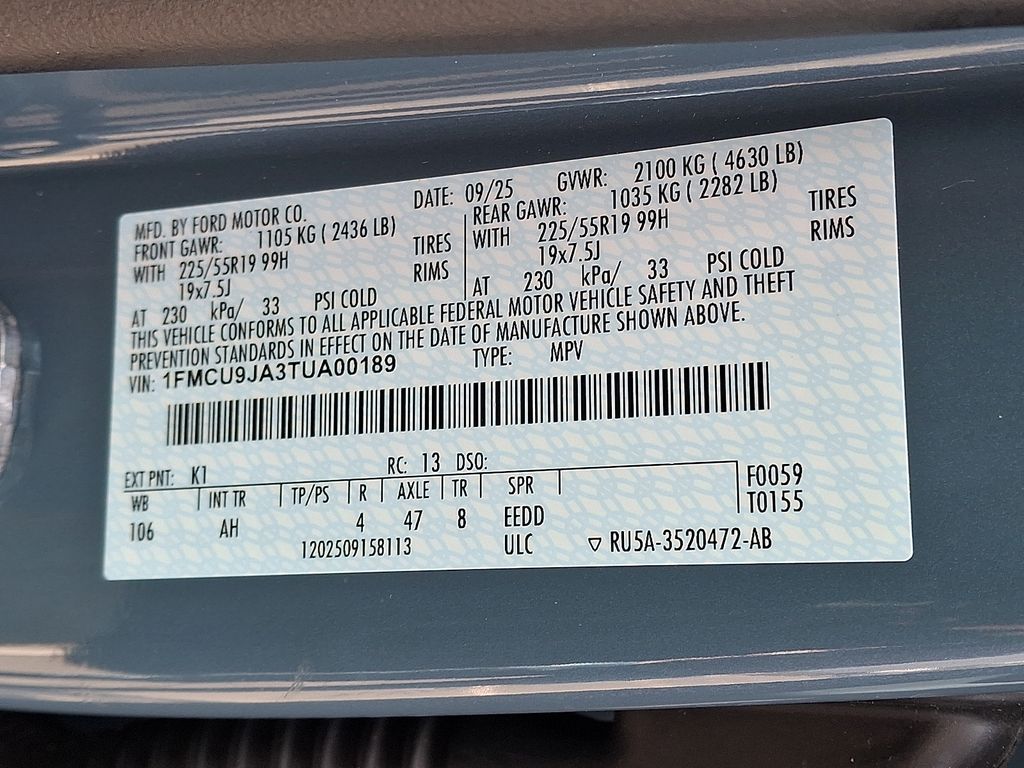 MFD. BY FORD MOTOR CO. DATE: 09/25 GVWR: 2100 KG ( 4630 LB)
FRONT GAWR: 1105 KG ( 2436 LB) REAR GAWR: 1035 KG ( 2282 LB)
WITH 225/55R19 99H TIRES WITH 225/55R19 99H TIRES
19x7.5J RIMS 19x7.5J RIMS
AT 230 kPa/ 33 PSI COLD AT 230 kPa/ 33 PSI COLD
THIS VEHICLE CONFORMS TO ALL APPLICABLE FEDERAL MOTOR VEHICLE SAFETY AND THEFT
PREVENTION STANDARDS IN EFFECT ON THE DATE OF MANUFACTURE SHOWN ABOVE.
VIN: 1FMCU9JA3TUA00189 TYPE: MPV
EXT PNT: K1 RC: 13 DSO:
WB INT TR TP/PS R AXLE TR SPR F0059
106 AH 4 47 8 EEDD T0155
1202509158113 ULC ▽ RU5A-3520472-AB